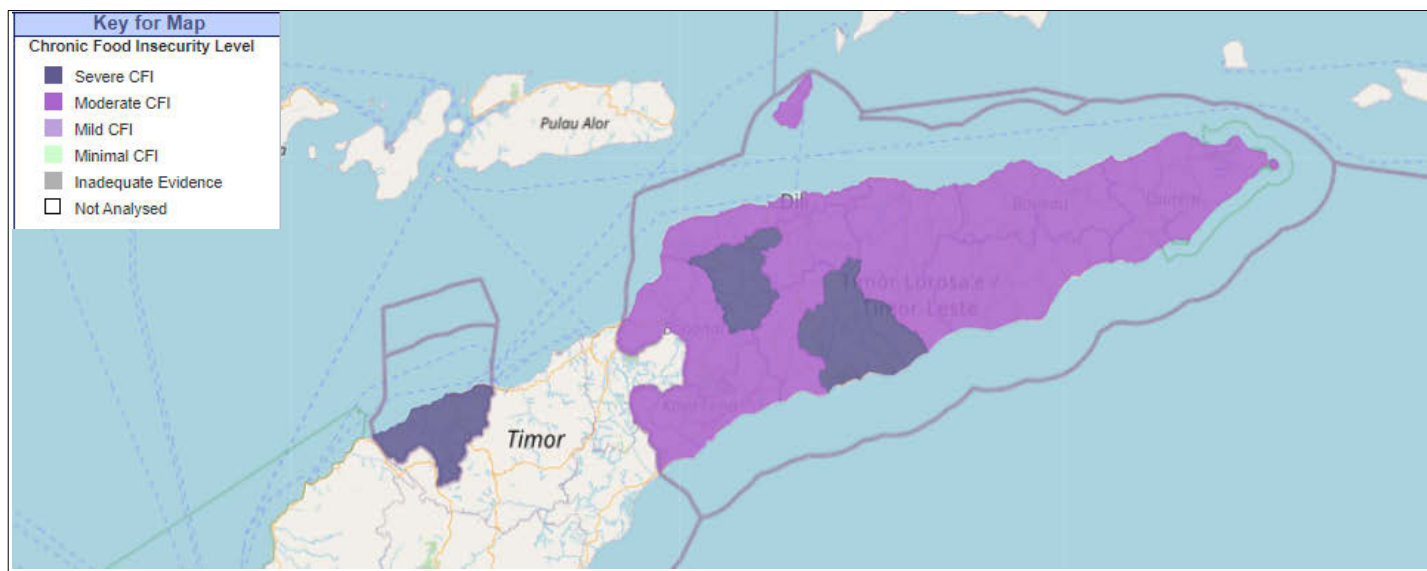 Key for Map
Chronic Food Insecurity Level
Severe CFI
Moderate CFI
Mild CFI
Minimal CFI
Inadequate Evidence
Not Analysed
Pulau Alor
Dili
Baucau
Timór Lorosa'e /
Timor Leste
Timor